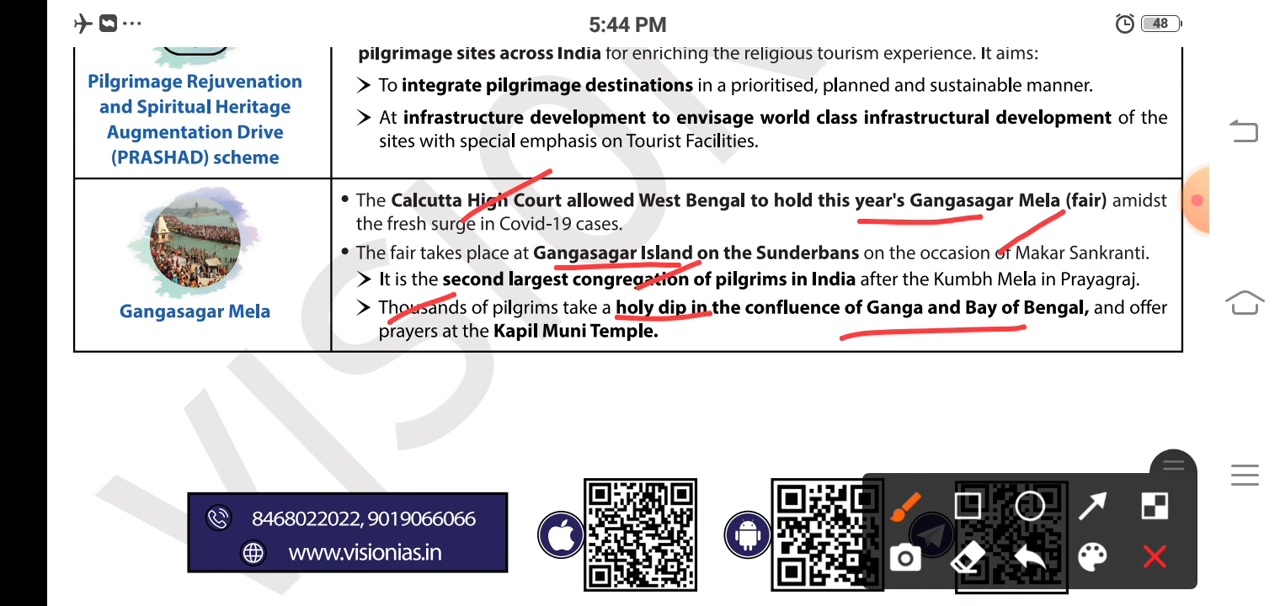 5:44 PM
48
pilgrimage sites across India for enriching the religious tourism experience. It aims:
Pilgrimage Rejuvenation
and Spiritual Heritage
Augmentation Drive
(PRASHAD) scheme
➤ To integrate pilgrimage destinations in a prioritised, planned and sustainable manner.
➤ At infrastructure development to envisage world class infrastructural development of the
sites with special emphasis on Tourist Facilities.
Gangasagar Mela
• The Calcutta High Court allowed West Bengal to hold this year's Gangasagar Mela (fair) amidst
the fresh surge in Covid-19 cases.
• The fair takes place at Gangasagar Island on the Sunderbans on the occasion of Makar Sankranti.
➤ It is the second largest congregation of pilgrims in India after the Kumbh Mela in Prayagraj.
➤ Thousands of pilgrims take a holy dip in the confluence of Ganga and Bay of Bengal, and offer
prayers at the Kapil Muni Temple.
VISION
8468022022, 9019066066
www.visionias.in